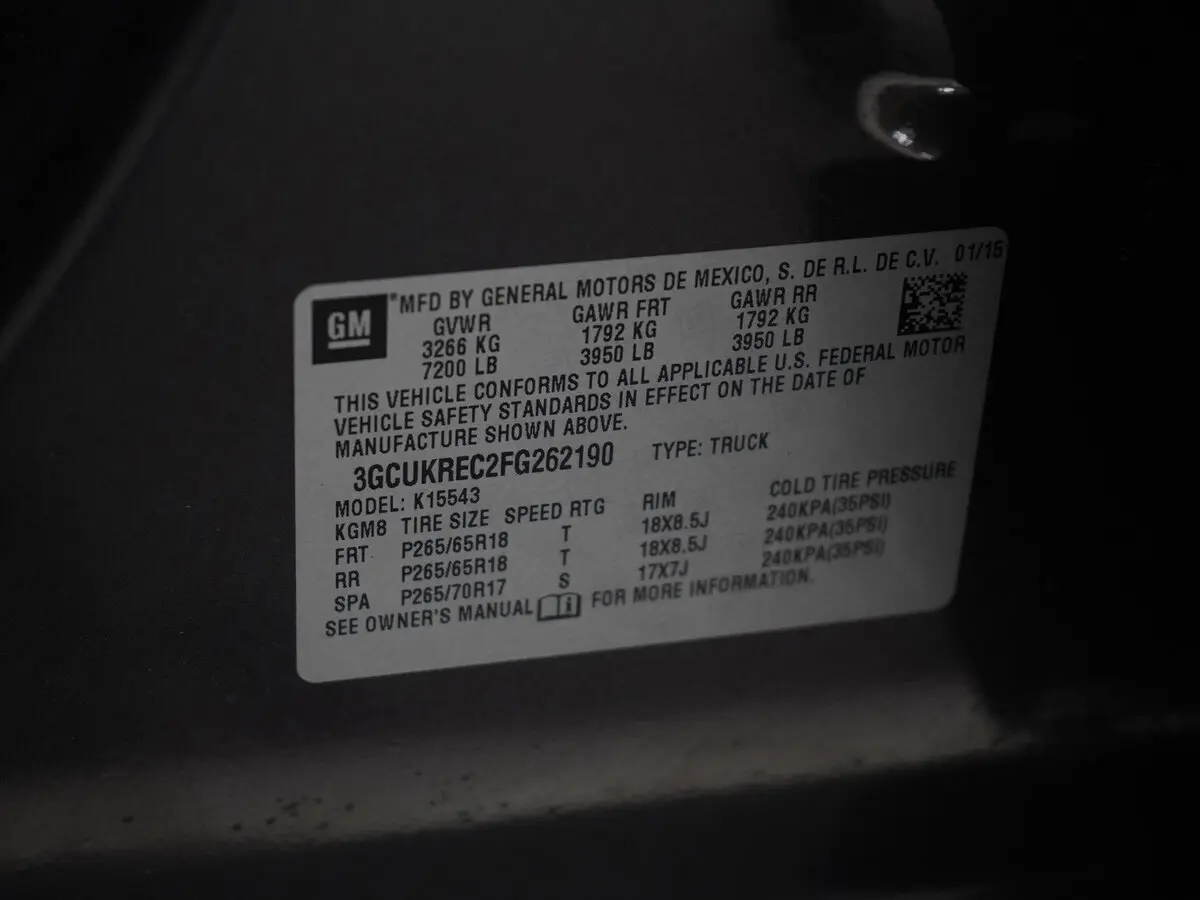 GM
*MFD BY GENERAL MOTORS DE MEXICO, S. DE R.L. DE C.V. 01/15
GVWR GAWR FRT GAWR RR
3266 KG 1792 KG 1792 KG
7200 LB 3950 LB 3950 LB
THIS VEHICLE CONFORMS TO ALL APPLICABLE U.S. FEDERAL MOTOR
VEHICLE SAFETY STANDARDS IN EFFECT ON THE DATE OF
MANUFACTURE SHOWN ABOVE.
3GCUKREC2FG262190 TYPE: TRUCK
MODEL: K15543
KGM8 TIRE SIZE SPEED RTG RIM COLD TIRE PRESSURE
FRT P265/65R18 T 18X8.5J 240KPA(35PSI)
RR P265/65R18 T 18X8.5J 240KPA(35PSI)
SPA P265/70R17 S 17X7J 240KPA(35PSI)
SEE OWNER'S MANUAL i FOR MORE INFORMATION.